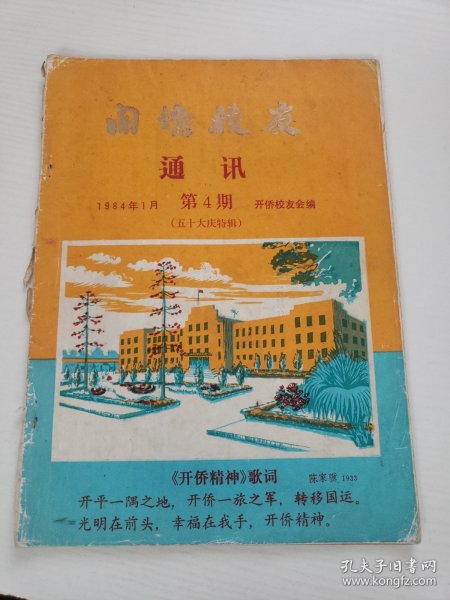 开侨校友
通讯
1984年1月 第4期 开侨校友会编
(五十大庆特辑)
《开侨精神》歌词 陈家骥 1933
开平一隅之地，开侨一旅之军，转移国运。
光明在前头，幸福在我手，开侨精神。
孔夫子旧书网
www.kongfz.com